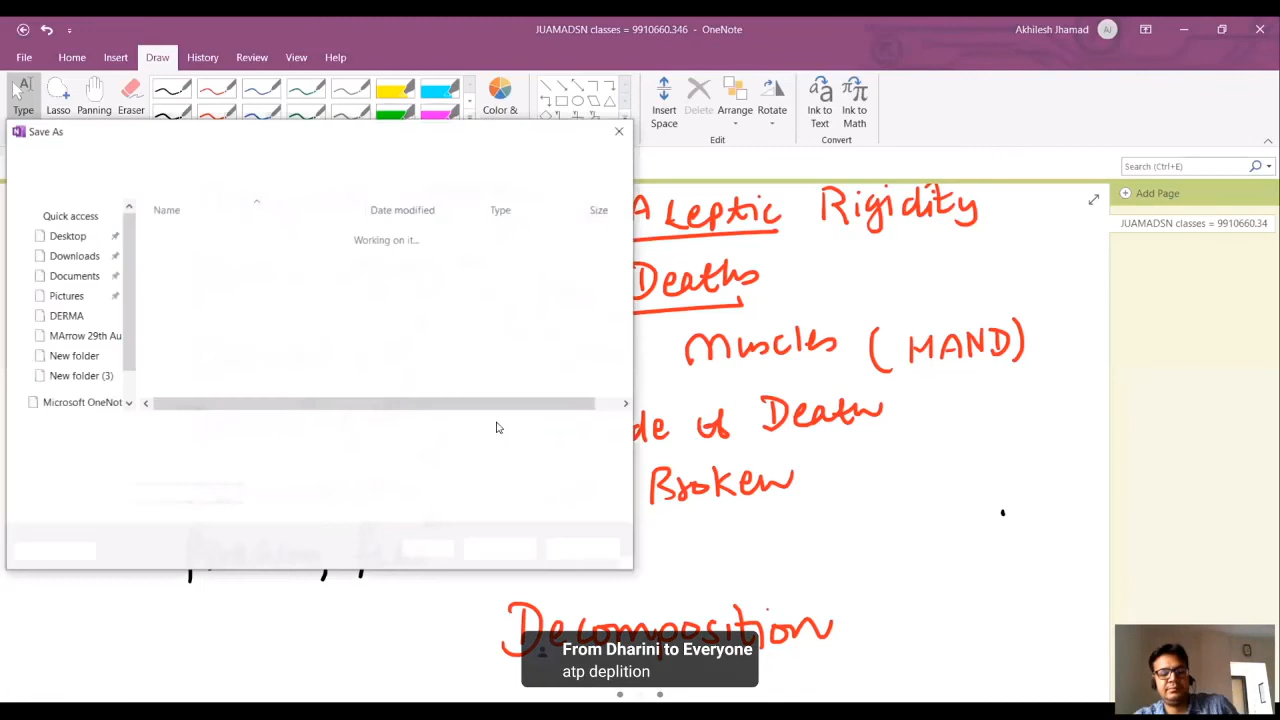 JUAMADSN classes = 9910660.346 - OneNote
Akhilesh Jhamad AJ
File Home Insert Draw History Review View Help
Type Lasso Panning Eraser Color & Insert Space Delete Arrange Rotate Ink to Text Ink to Math
Edit Convert
Save As
Search (Ctrl+E)
Add Page
JUAMADSN classes = 9910660.34
Name Date modified Type Size
Working on it...
Quick access
Desktop
Downloads
Documents
Pictures
DERMA
MArrow 29th Au
New folder
New folder (3)
Microsoft OneNot
Rigidity
Deaths
Muscles ( HAND)
de of Death
Broken
Decomposition
From Dharini to Everyone
atp deplition